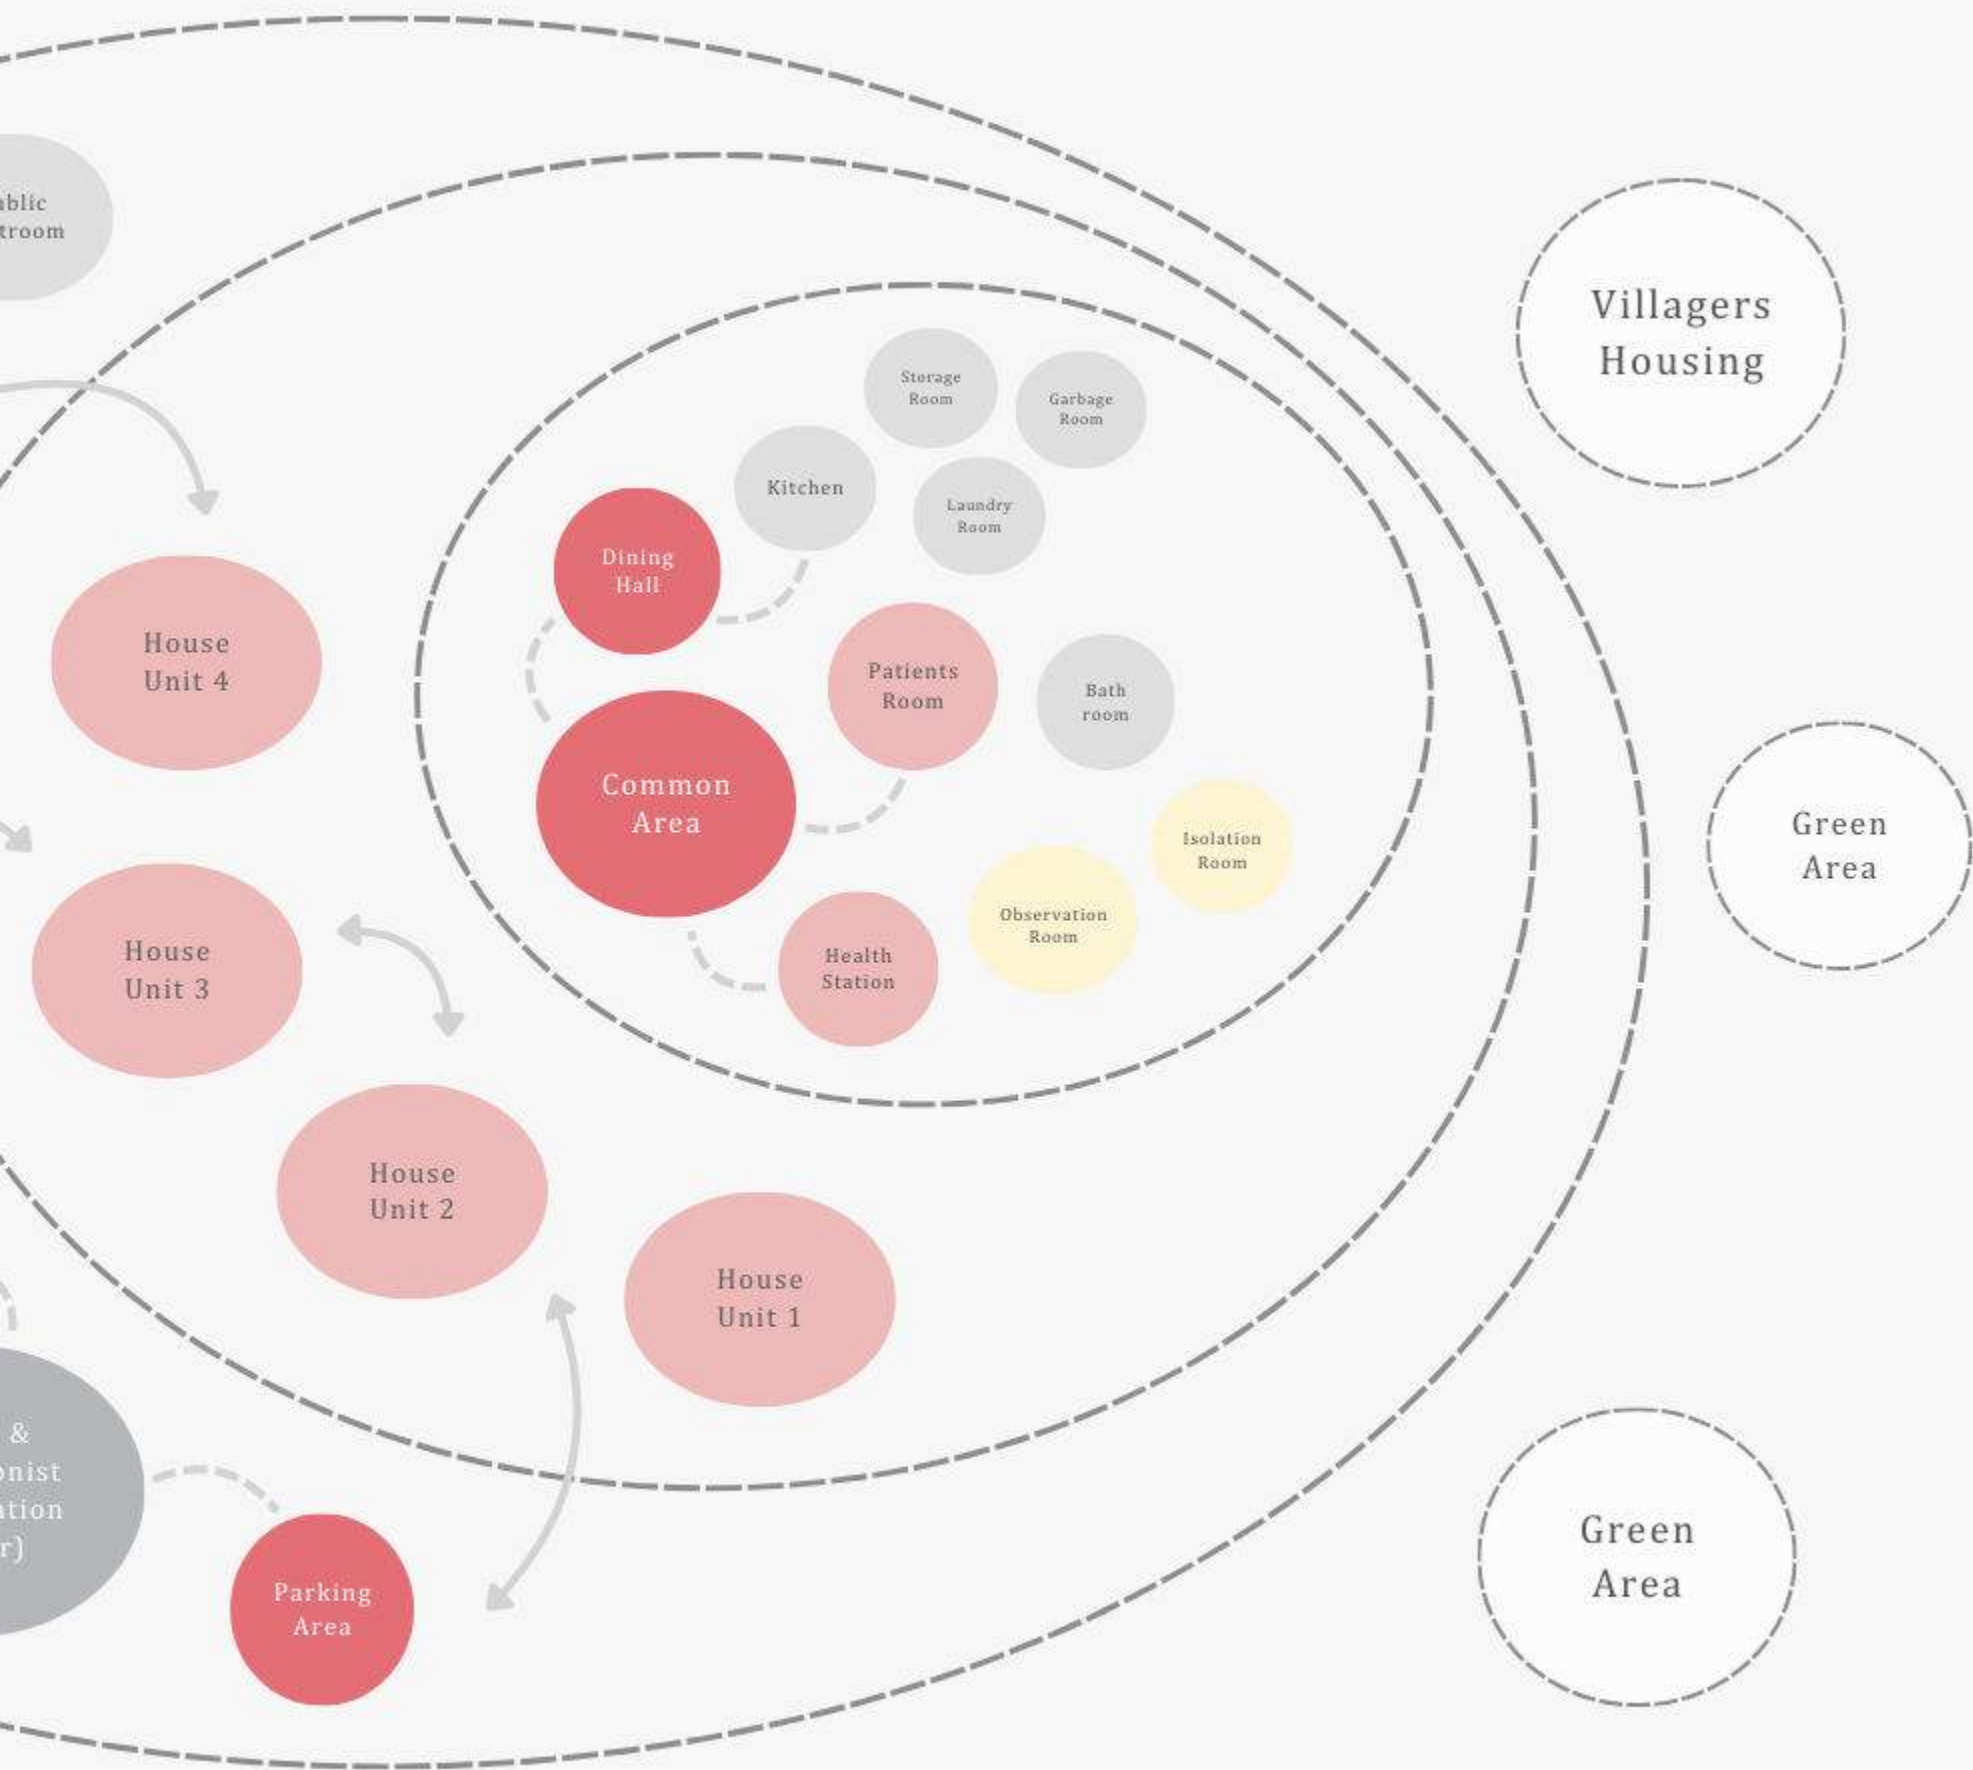 Villagers
Housing
Storage
Room
Garbage
Room
Kitchen
Laundry
Room
Dining
Hall
House
Unit 4
Patients
Room
Bath
room
Common
Area
Isolation
Room
Green
Area
Observation
Room
House
Unit 3
Health
Station
House
Unit 2
House
Unit 1
&
Parking
Area
Green
Area